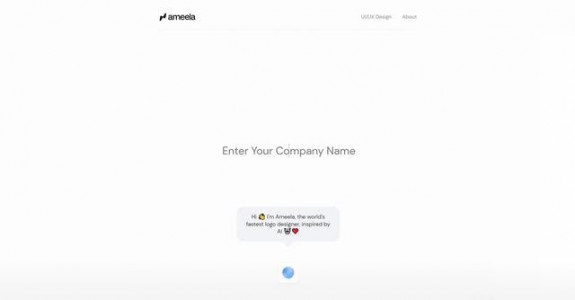 ameela
UI/UX Design
About
Enter Your Company Name
Hi 👩 I'm Ameela, the world's
fastest logo designer, inspired by
AI 🤖❤️